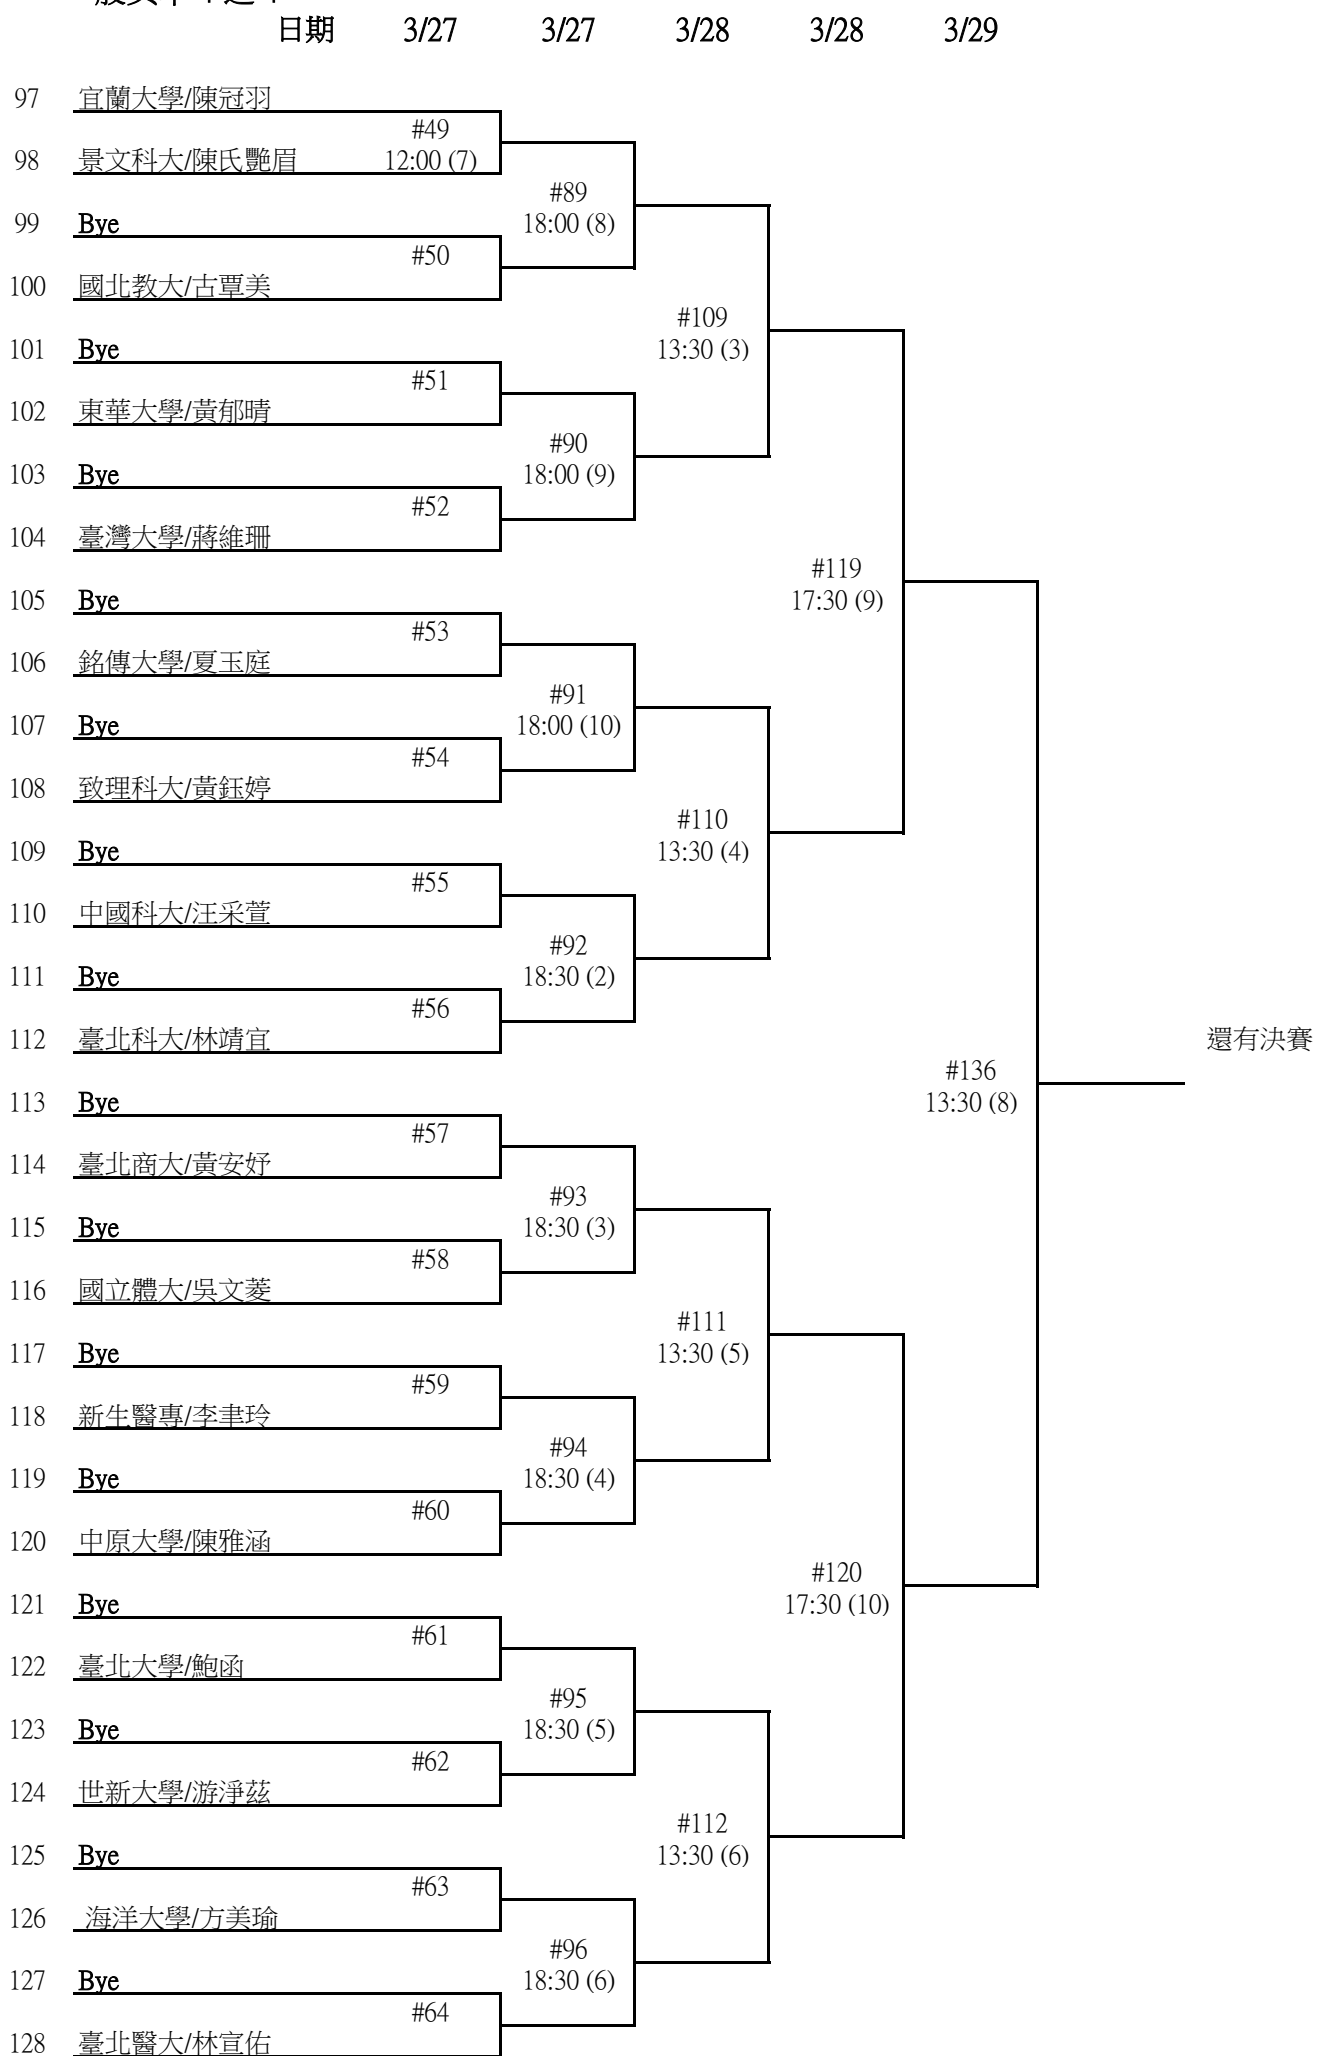 日期 3/27 3/27 3/28 3/28 3/29
97 宜蘭大學/陳冠羽
#49
98 景文科大/陳氏艷眉 12:00 (7)
#89
99 Bye 18:00 (8)
#50
100 國北教大/古覃美
#109
101 Bye 13:30 (3)
#51
102 東華大學/黃郁晴
#90
103 Bye 18:00 (9)
#52
104 臺灣大學/蔣維珊
#119
105 Bye 17:30 (9)
#53
106 銘傳大學/夏玉庭
#91
107 Bye 18:00 (10)
#54
108 致理科大/黃鈺婷
#110
109 Bye 13:30 (4)
#55
110 中國科大/汪采萱
#92
111 Bye 18:30 (2)
#56
112 臺北科大/林靖宜 還有決賽
#136
113 Bye 13:30 (8)
#57
114 臺北商大/黃安妤
#93
115 Bye 18:30 (3)
#58
116 國立體大/吳文菱
#111
117 Bye 13:30 (5)
#59
118 新生醫專/李聿玲
#94
119 Bye 18:30 (4)
#60
120 中原大學/陳雅涵
#120
121 Bye 17:30 (10)
#61
122 臺北大學/鮑函
#95
123 Bye 18:30 (5)
#62
124 世新大學/游淨茲
#112
125 Bye 13:30 (6)
#63
126 海洋大學/方美瑜
#96
127 Bye 18:30 (6)
#64
128 臺北醫大/林宣佑